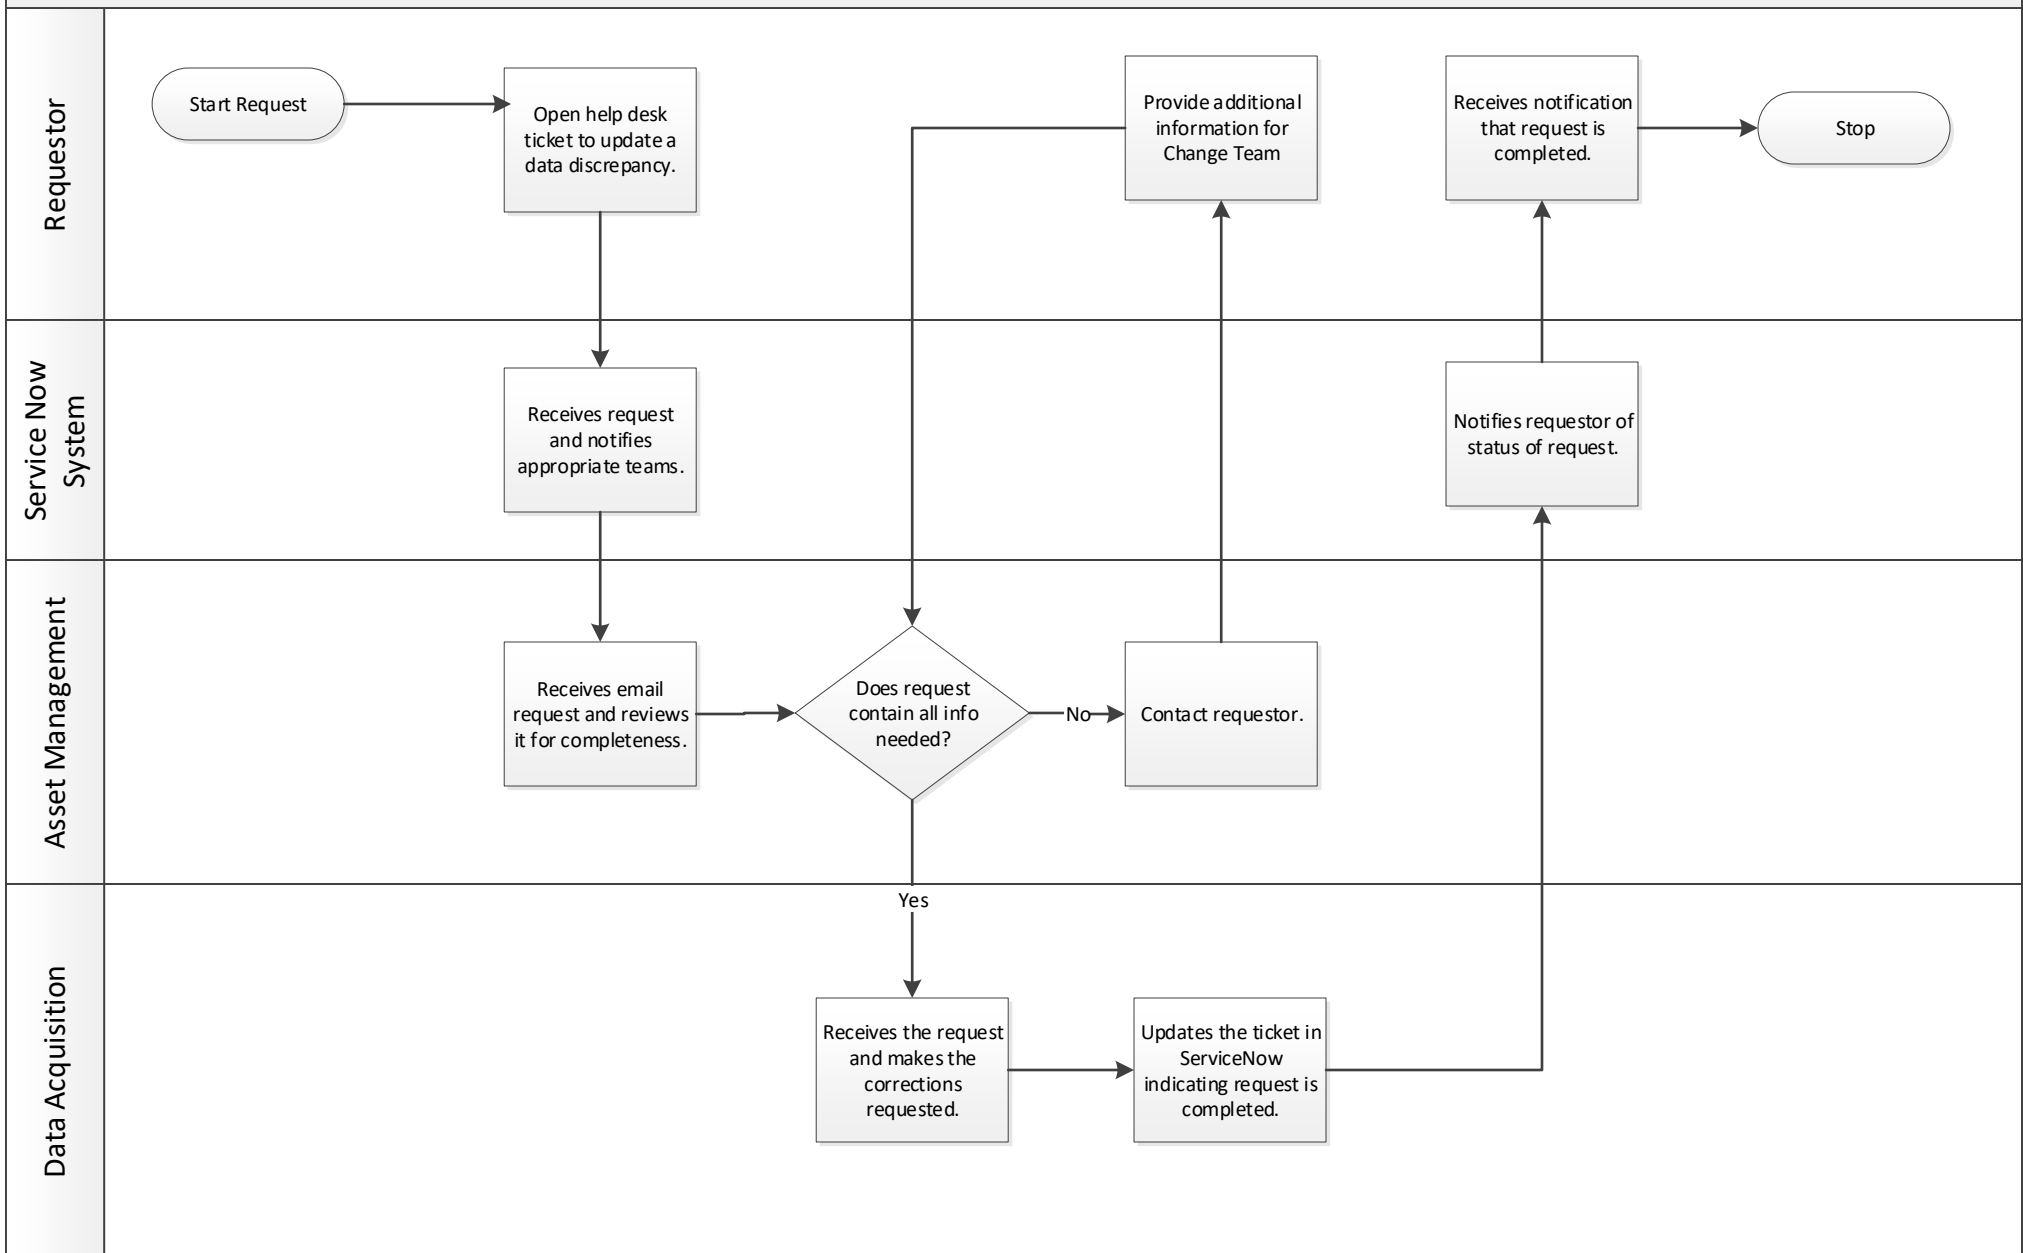 Requestor
Start Request
Open help desk
ticket to update a
data discrepancy.
Provide additional
information for
Change Team
Receives notification
that request is
completed.
Stop
Service Now
System
Receives request
and notifies
appropriate teams.
Notifies requestor of
status of request.
Asset Management
Receives email
request and reviews
it for completeness.
Does request
contain all info
needed?
No
Contact requestor.
Yes
Data Acquisition
Receives the request
and makes the
corrections
requested.
Updates the ticket in
ServiceNow
indicating request is
completed.